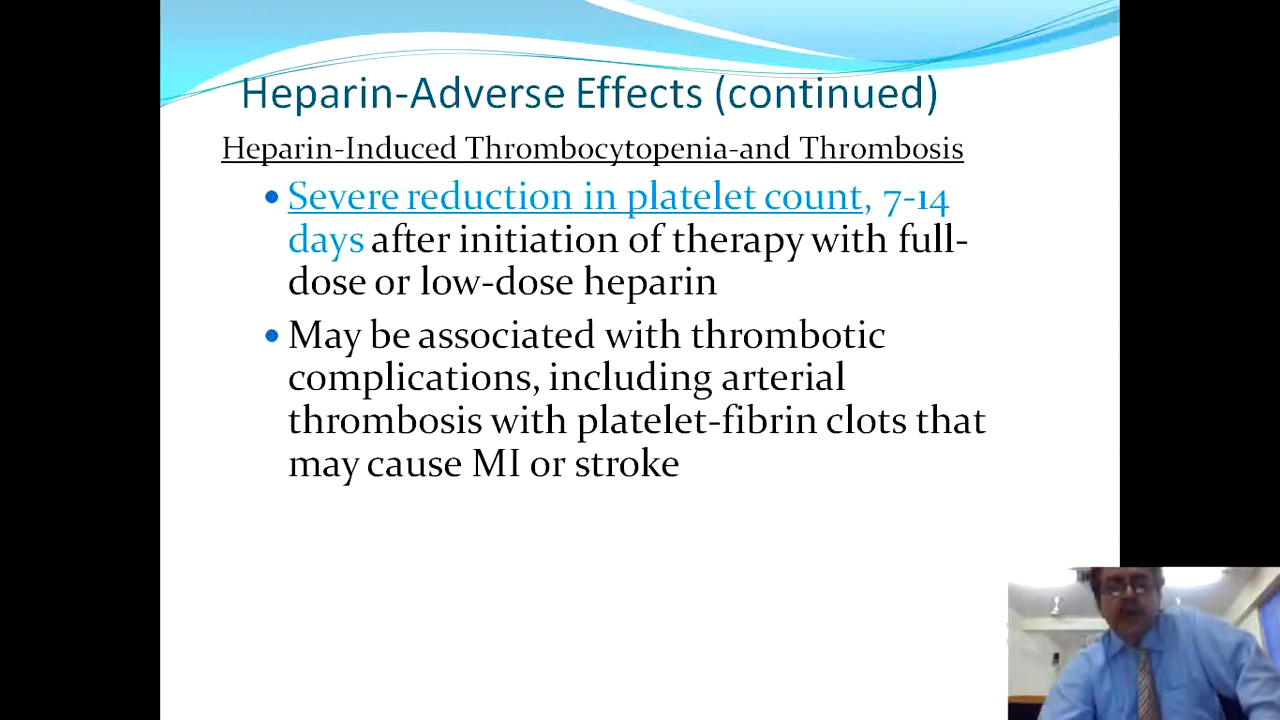 Heparin-Adverse Effects (continued)
Heparin-Induced Thrombocytopenia-and Thrombosis
• Severe reduction in platelet count, 7-14
days after initiation of therapy with full-
dose or low-dose heparin
• May be associated with thrombotic
complications, including arterial
thrombosis with platelet-fibrin clots that
may cause MI or stroke